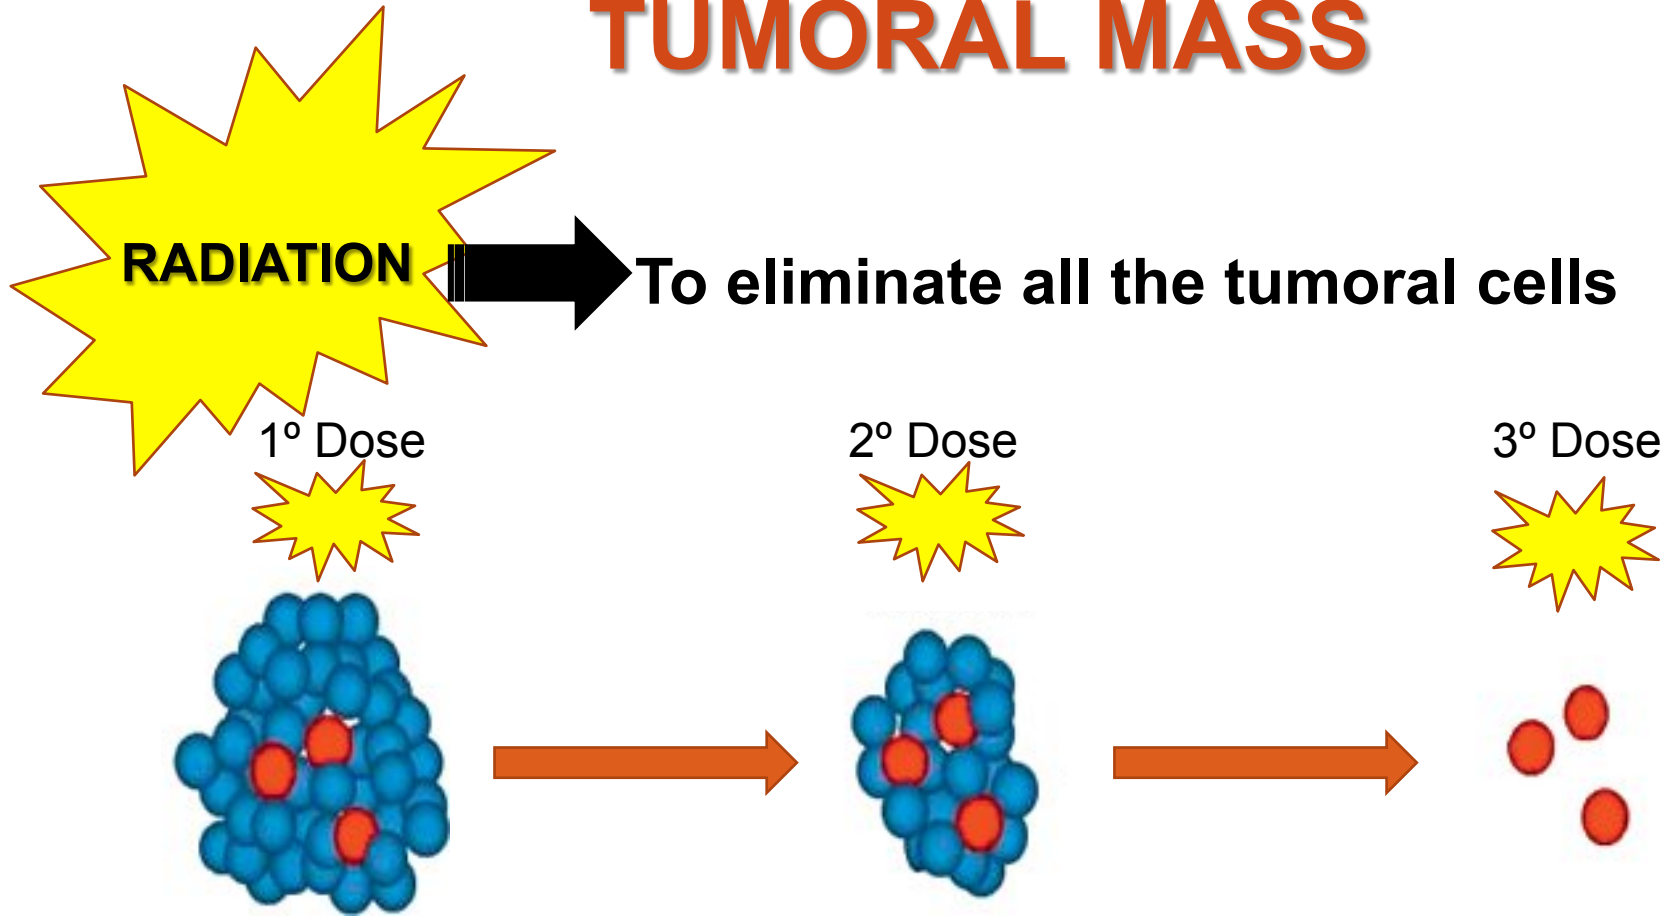 TUMORAL MASS
RADIATION
To eliminate all the tumoral cells
1º Dose
2º Dose
3º Dose